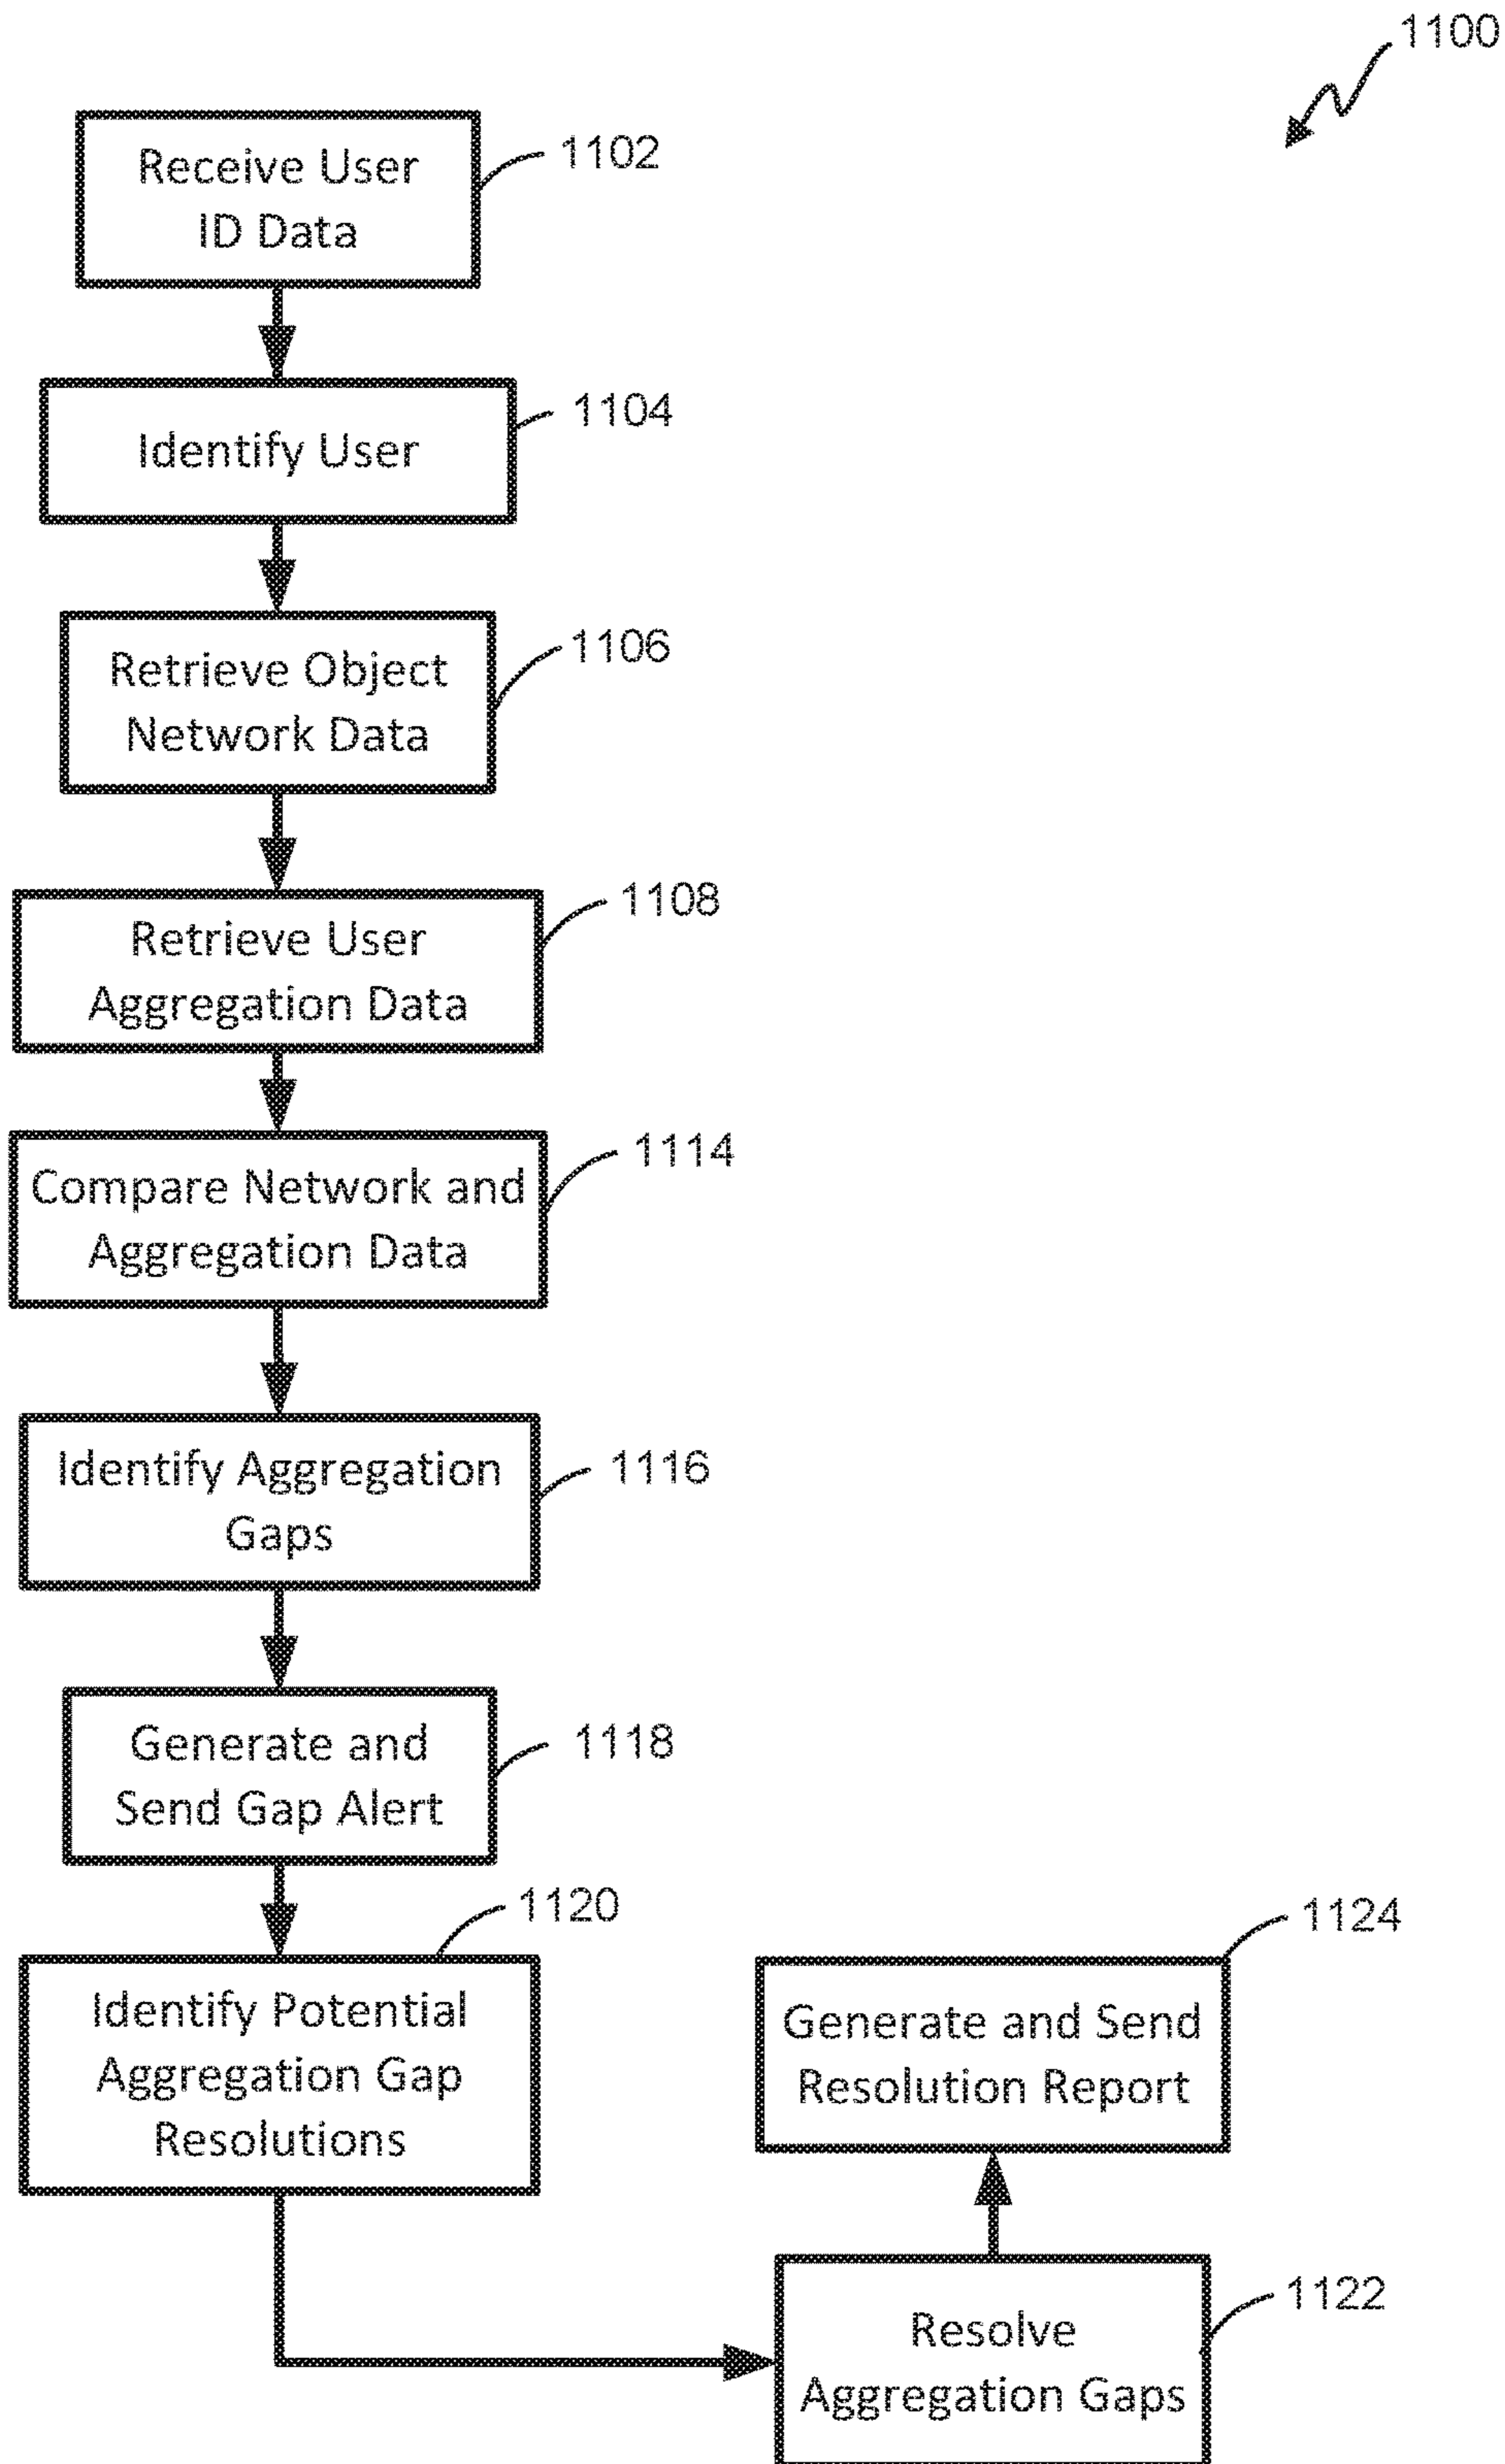 1100
Receive User
ID Data
1102
Identify User
1104
Retrieve Object
Network Data
1106
Retrieve User
Aggregation Data
1108
Compare Network and
Aggregation Data
1114
Identify Aggregation
Gaps
1116
Generate and
Send Gap Alert
1118
Identify Potential
Aggregation Gap
Resolutions
1120
Resolve
Aggregation Gaps
1122
Generate and Send
Resolution Report
1124